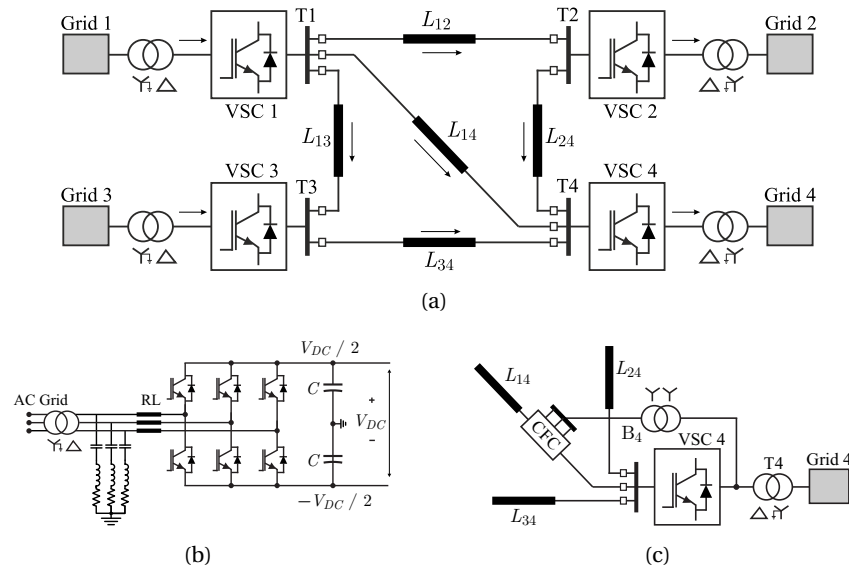 Grid 1
T1
L12
T2
Grid 2
VSC 1
VSC 2
L13
L14
L24
Grid 3
VSC 3
T3
T4
VSC 4
Grid 4
L34
(a)
VDC / 2
AC Grid
RL
C
+
VDC
−
C
−VDC / 2
(b)
L14
L24
CFC
B4
VSC 4
T4
Grid 4
L34
(c)